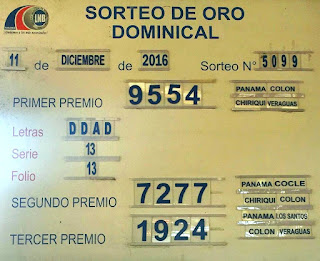 LNB
SORTEO DE ORO
DOMINICAL
11 de DICIEMBRE de 2016 Sorteo Nº 5099
PRIMER PREMIO 9554 PANAMA COLON
CHIRIQUI VERAGUAS
Letras DDAD
Serie 13
Folio 13
SEGUNDO PREMIO 7277 PANAMA COCLE
CHIRIQUI COLON
TERCER PREMIO 1924 PANAMA LOS SANTOS
COLON VERAGUAS